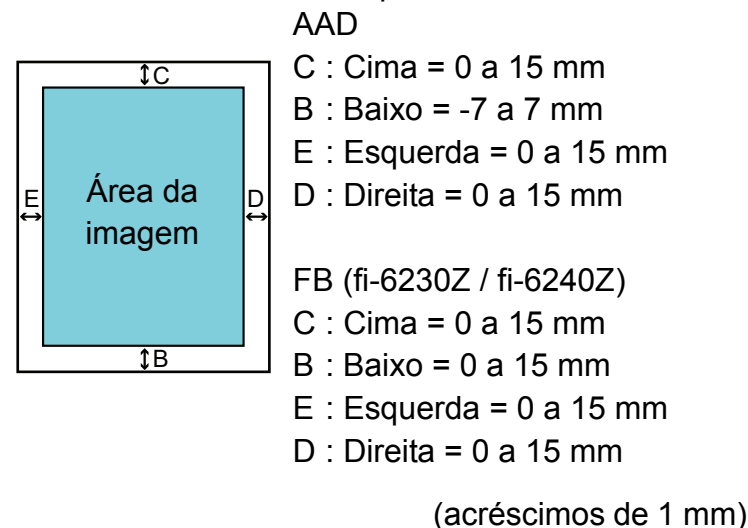 AAD
C : Cima = 0 a 15 mm
B : Baixo = -7 a 7 mm
E : Esquerda = 0 a 15 mm
D : Direita = 0 a 15 mm
FB (fi-6230Z / fi-6240Z)
C : Cima = 0 a 15 mm
B : Baixo = 0 a 15 mm
E : Esquerda = 0 a 15 mm
D : Direita = 0 a 15 mm
(acréscimos de 1 mm)
C
E
Área da
imagem
D
B